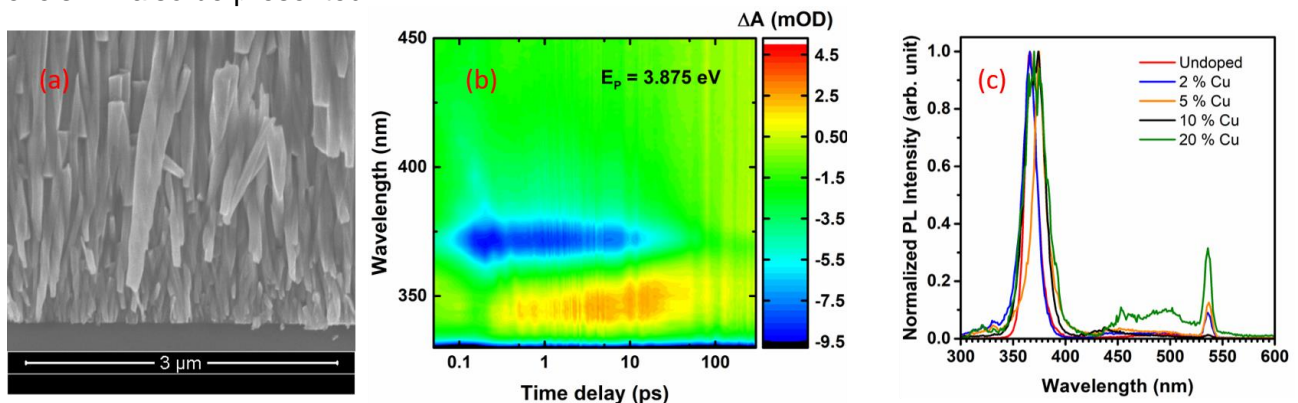 (a)
3 µm
(b)
E_P = 3.875 eV
ΔA (mOD)
450
400
350
Wavelength (nm)
0.1 1 10 100
Time delay (ps)
4.5
2.5
0.50
-1.5
-3.5
-5.5
-7.5
-9.5
(c)
Undoped
2 % Cu
5 % Cu
10 % Cu
20 % Cu
1.0
0.8
0.6
0.4
0.2
0.0
Normalized PL Intensity (arb. unit)
300 350 400 450 500 550 600
Wavelength (nm)